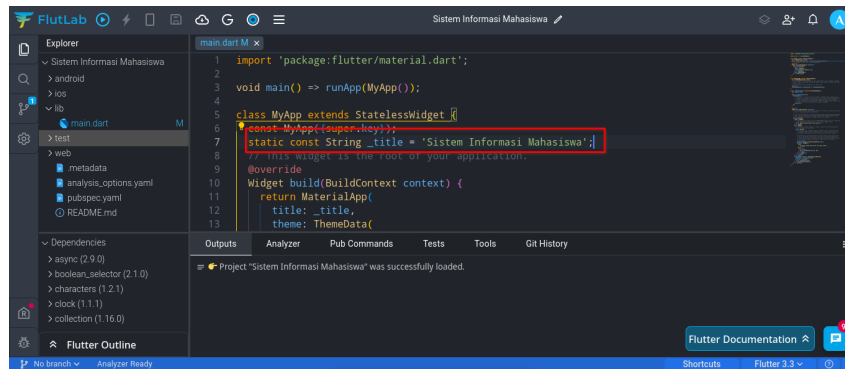 FlutLab
G
Sistem Informasi Mahasiswa
A
Explorer
main.dart M ×
Sistem Informasi Mahasiswa
android
ios
lib
main.dart M
test
web
.metadata
analysis_options.yaml
pubspec.yaml
README.md
1 import 'package:flutter/material.dart';
2
3 void main() => runApp(MyApp());
4
5 class MyApp extends StatelessWidget {
6 const MyApp({super.key});
7 static const String _title = 'Sistem Informasi Mahasiswa';
8 // This widget is the root of your application.
9 @override
10 Widget build(BuildContext context) {
11 return MaterialApp(
12 title: _title,
13 theme: ThemeData(
Dependencies
async (2.9.0)
boolean_selector (2.1.0)
characters (1.2.1)
clock (1.1.1)
collection (1.16.0)
Flutter Outline
Outputs Analyzer Pub Commands Tests Tools Git History
Project "Sistem Informasi Mahasiswa" was successfully loaded.
Flutter Documentation
9
1
R
No branch Analyzer Ready Shortcuts Flutter 3.3